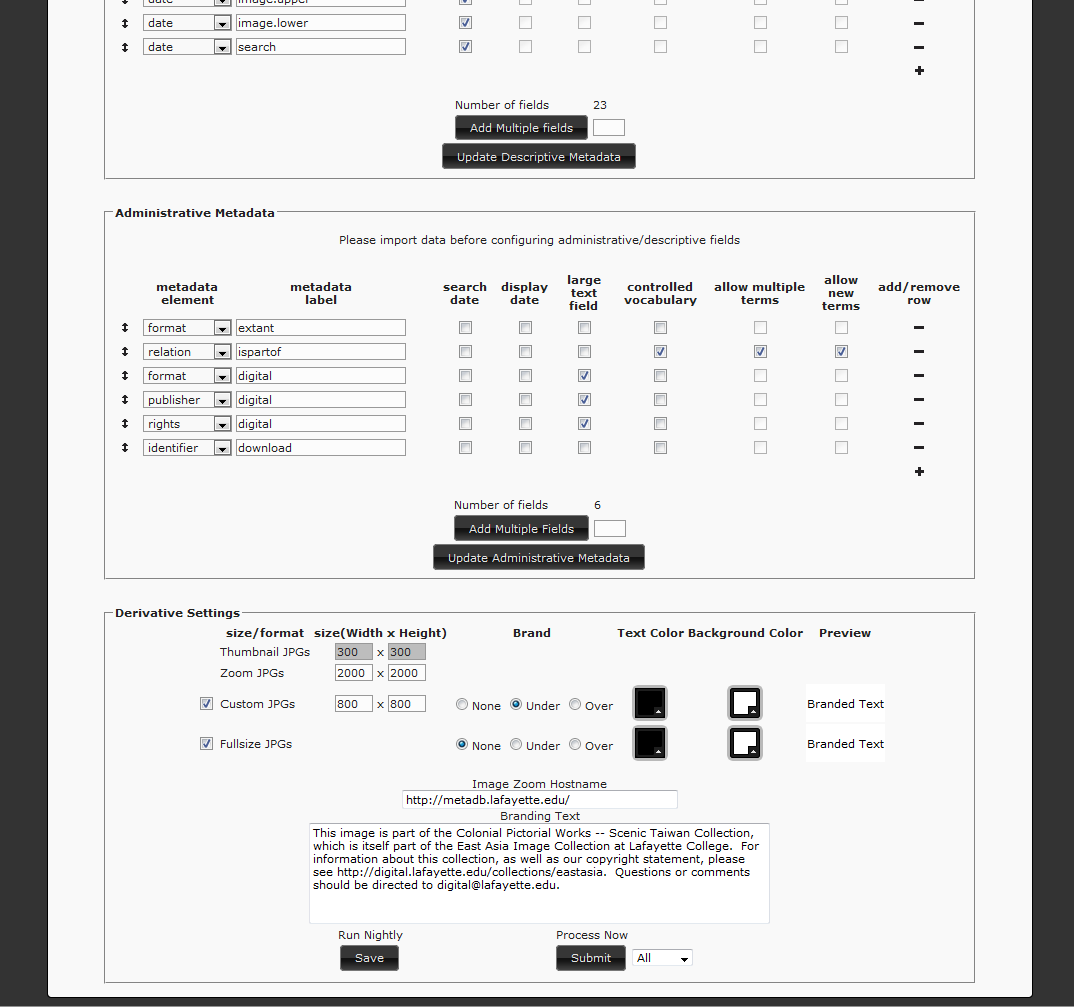 date image.upper
date image.lower
date search
Number of fields 23
Add Multiple fields
Update Descriptive Metadata
Administrative Metadata
Please import data before configuring administrative/descriptive fields
metadata element metadata label search date display date large text field controlled vocabulary allow multiple terms allow new terms add/remove row
format extant
relation ispartof
format digital
publisher digital
rights digital
identifier download
Number of fields 6
Add Multiple Fields
Update Administrative Metadata
Derivative Settings
size/format size(Width x Height) Brand Text Color Background Color Preview
Thumbnail JPGs 300 x 300
Zoom JPGs 2000 x 2000
Custom JPGs 800 x 800 None Under Over Branded Text
Fullsize JPGs None Under Over Branded Text
Image Zoom Hostname
http://metadb.lafayette.edu/
Branding Text
This image is part of the Colonial Pictorial Works -- Scenic Taiwan Collection,
which is itself part of the East Asia Image Collection at Lafayette College. For
information about this collection, as well as our copyright statement, please
see http://digital.lafayette.edu/collections/eastasia. Questions or comments
should be directed to digital@lafayette.edu.
Run Nightly Process Now
Save Submit All